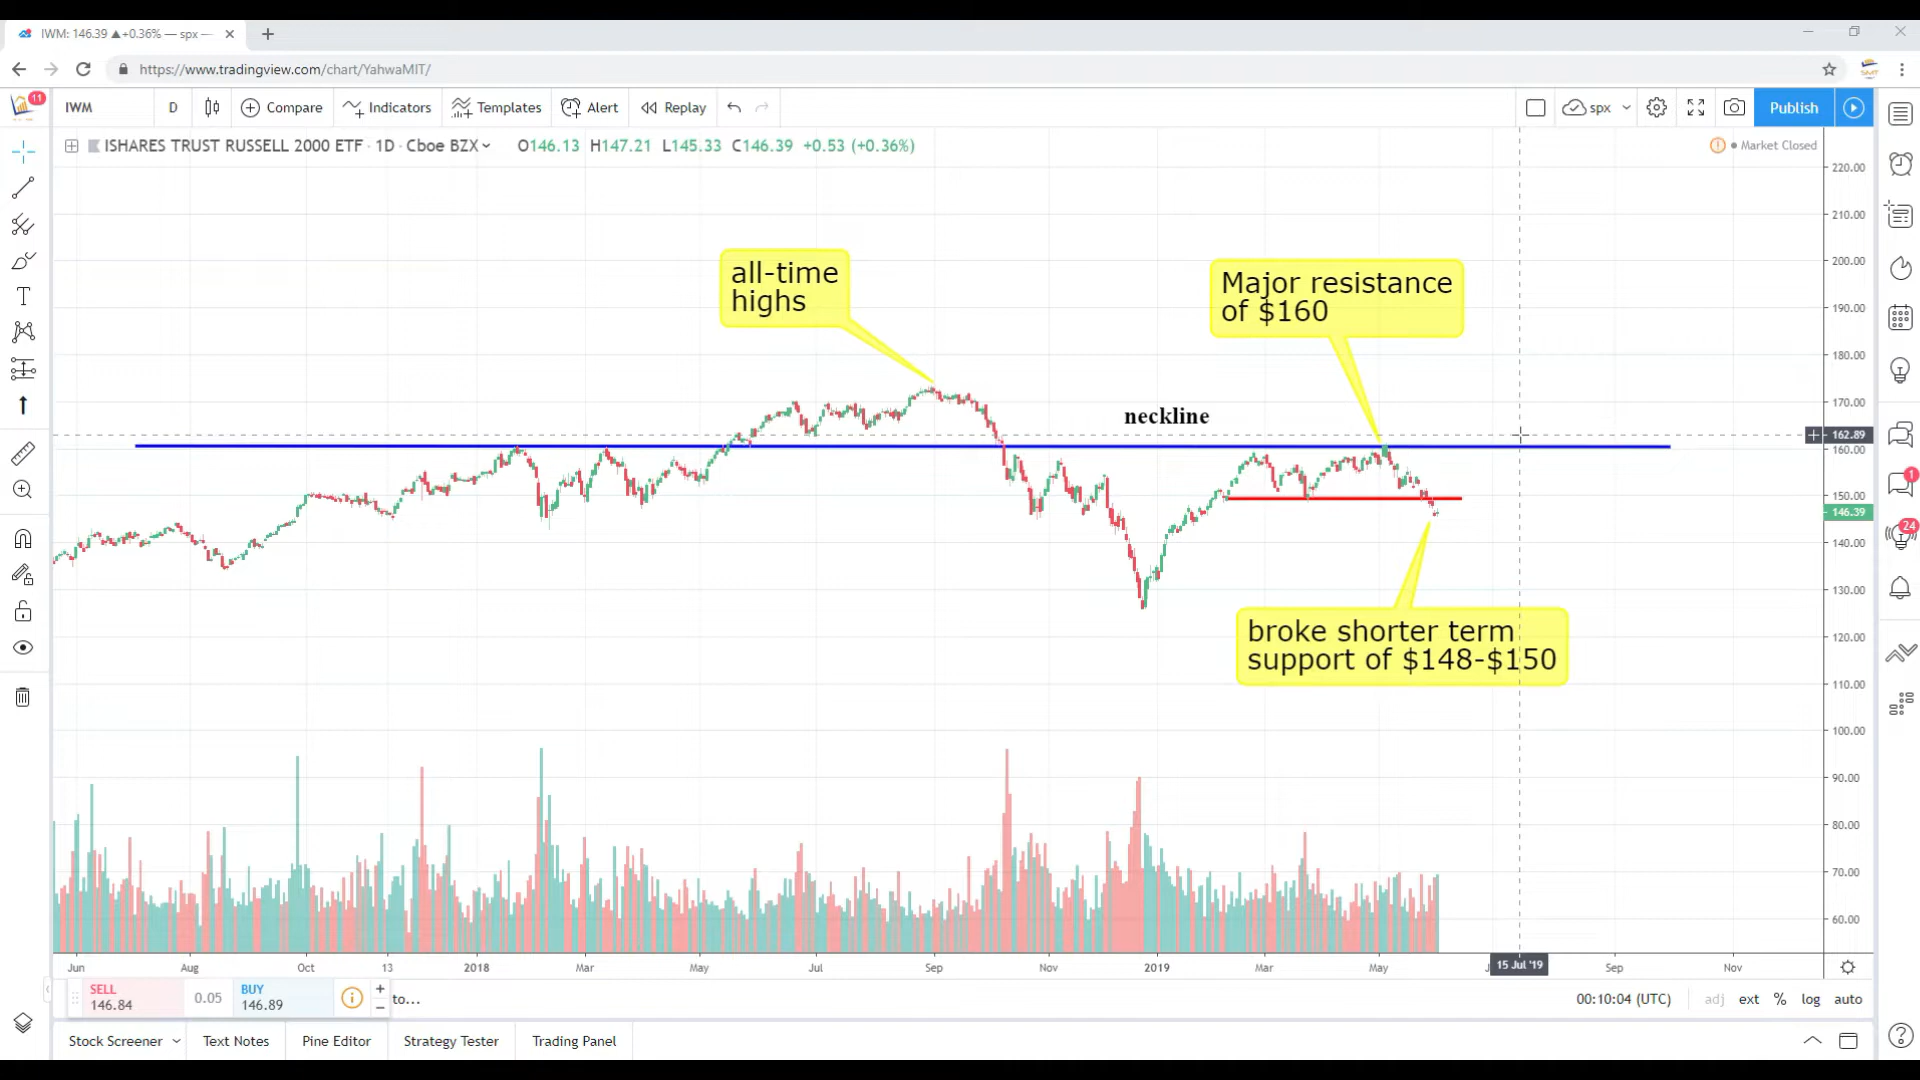 IWM: 146.39 ▲+0.36% — spx —
https://www.tradingview.com/chart/YahwaMIT/
11
IWM D Compare Indicators Templates Alert Replay spx Publish
ISHARES TRUST RUSSELL 2000 ETF · 1D · Cboe BZX O146.13 H147.21 L145.33 C146.39 +0.53 (+0.36%)
Market Closed
220.00
210.00
200.00
190.00
180.00
170.00
162.89
160.00
150.00
146.39
140.00
130.00
120.00
110.00
100.00
90.00
80.00
70.00
60.00
all-time
highs
Major resistance
of $160
neckline
broke shorter term
support of $148-$150
1
24
Jun Aug Oct 13 2018 Mar May Jul Sep Nov 2019 Mar May 15 Jul '19 Sep Nov
SELL
146.84
0.05
BUY
146.89
to...
00:10:04 (UTC) adj ext % log auto
Stock Screener Text Notes Pine Editor Strategy Tester Trading Panel